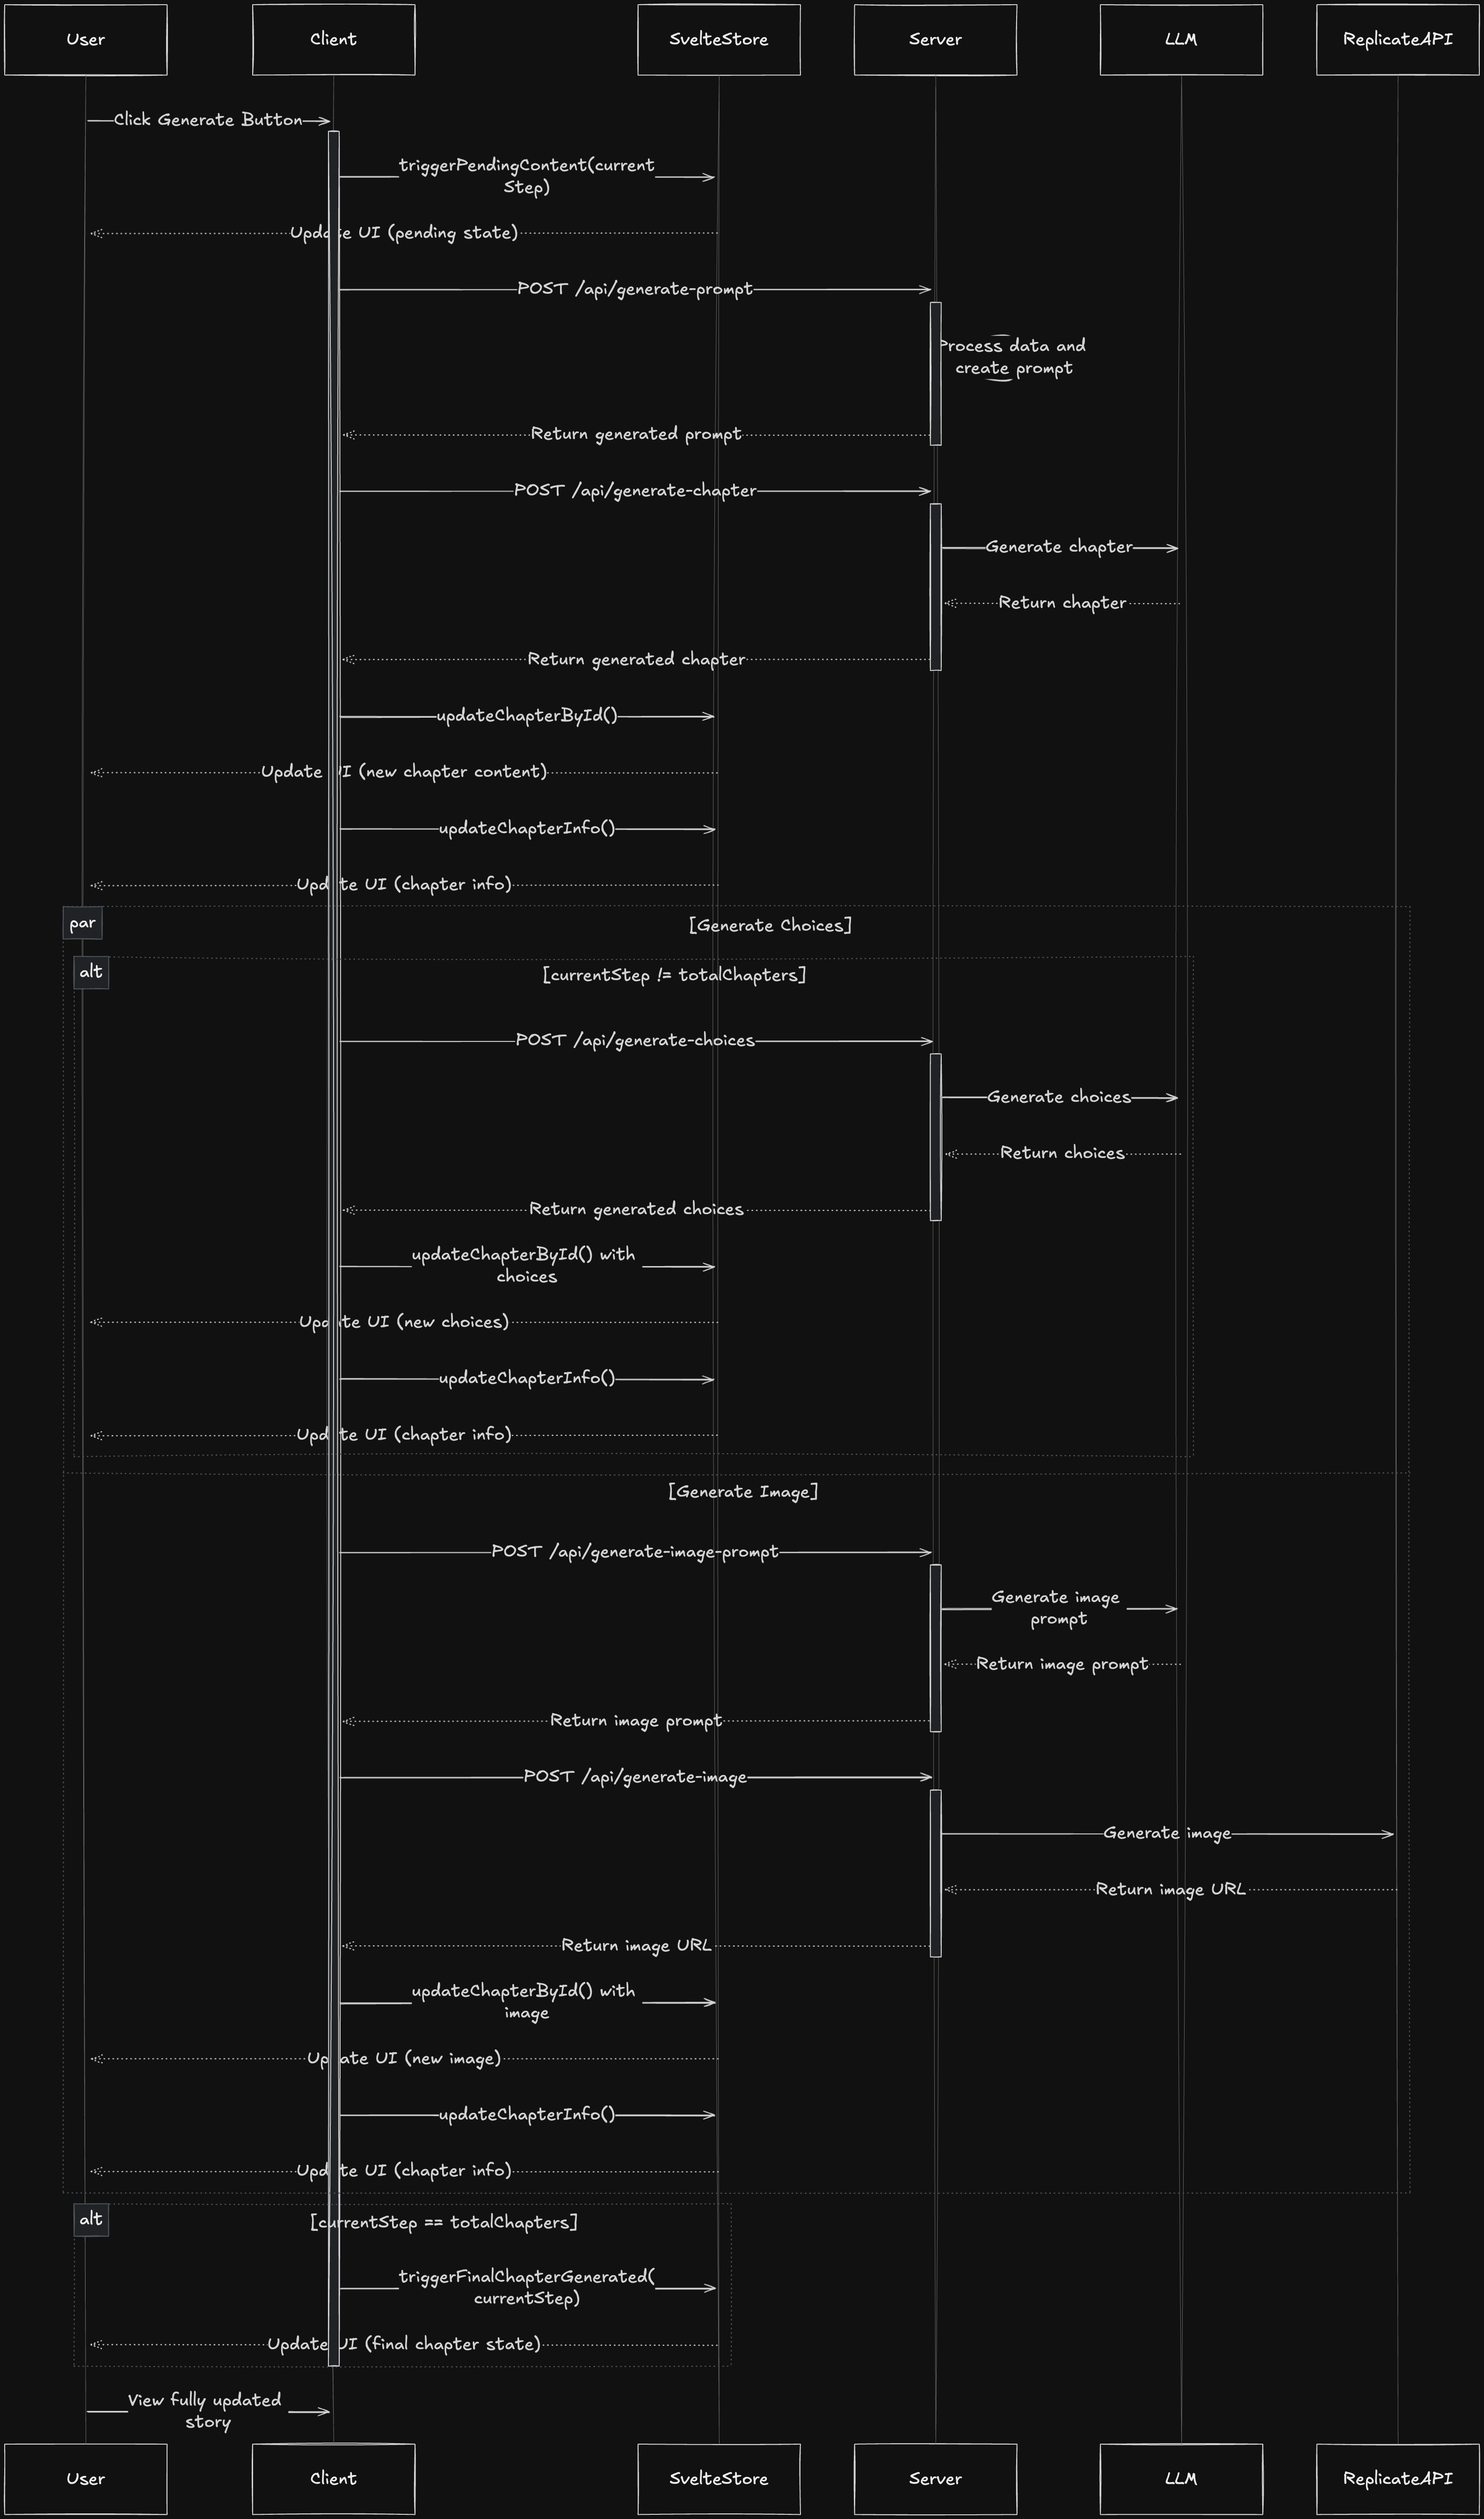 User
Client
SvelteStore
Server
LLM
ReplicateAPI
Click Generate Button
triggerPendingContent(current
Step)
Update UI (pending state)
POST /api/generate-prompt
Process data and
create prompt
Return generated prompt
POST /api/generate-chapter
Generate chapter
Return chapter
Return generated chapter
updateChapterById()
Update UI (new chapter content)
updateChapterInfo()
Update UI (chapter info)
par
[Generate Choices]
alt
[currentStep != totalChapters]
POST /api/generate-choices
Generate choices
Return choices
Return generated choices
updateChapterById() with
choices
Update UI (new choices)
updateChapterInfo()
Update UI (chapter info)
[Generate Image]
POST /api/generate-image-prompt
Generate image
prompt
Return image prompt
Return image prompt
POST /api/generate-image
Generate image
Return image URL
Return image URL
updateChapterById() with
image
Update UI (new image)
updateChapterInfo()
Update UI (chapter info)
alt
[currentStep == totalChapters]
triggerFinalChapterGenerated(
currentStep)
Update UI (final chapter state)
View fully updated
story
User
Client
SvelteStore
Server
LLM
ReplicateAPI